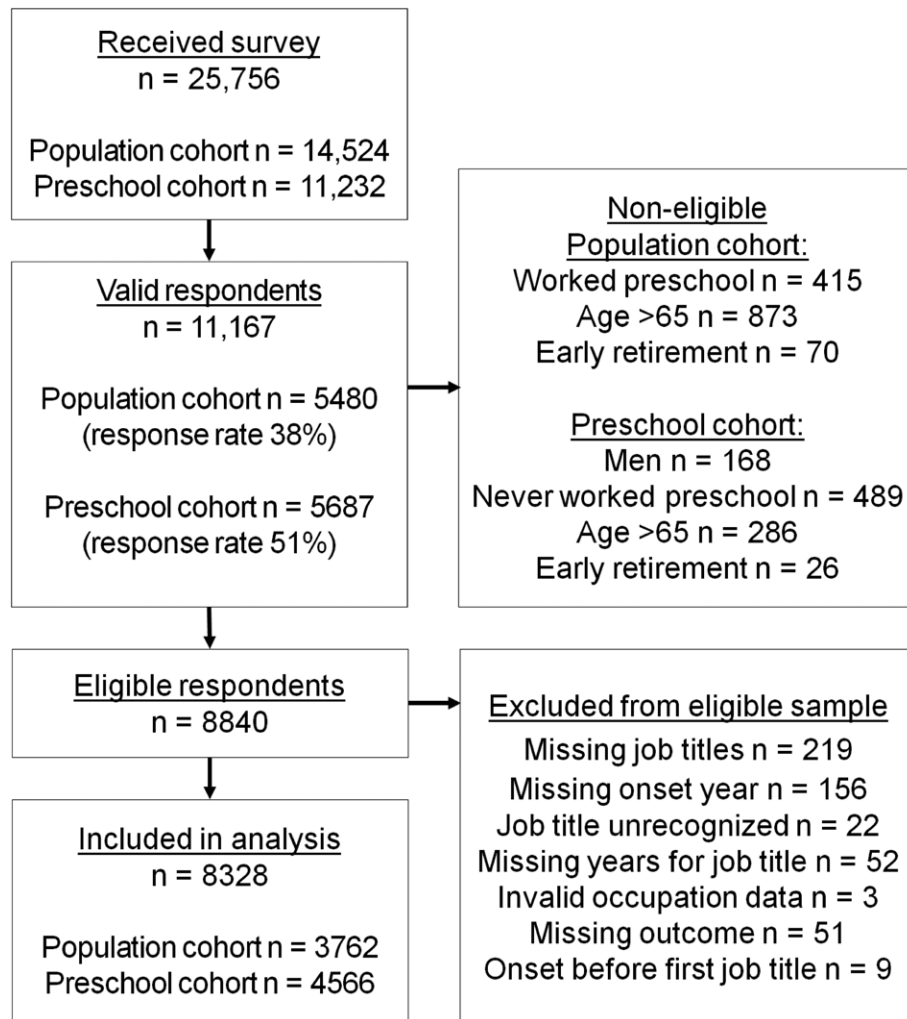 Received survey
n = 25,756
Population cohort n = 14,524
Preschool cohort n = 11,232
Valid respondents
n = 11,167
Population cohort n = 5480
(response rate 38%)
Preschool cohort n = 5687
(response rate 51%)
Non-eligible
Population cohort:
Worked preschool n = 415
Age >65 n = 873
Early retirement n = 70
Preschool cohort:
Men n = 168
Never worked preschool n = 489
Age >65 n = 286
Early retirement n = 26
Eligible respondents
n = 8840
Excluded from eligible sample
Missing job titles n = 219
Missing onset year n = 156
Job title unrecognized n = 22
Missing years for job title n = 52
Invalid occupation data n = 3
Missing outcome n = 51
Onset before first job title n = 9
Included in analysis
n = 8328
Population cohort n = 3762
Preschool cohort n = 4566